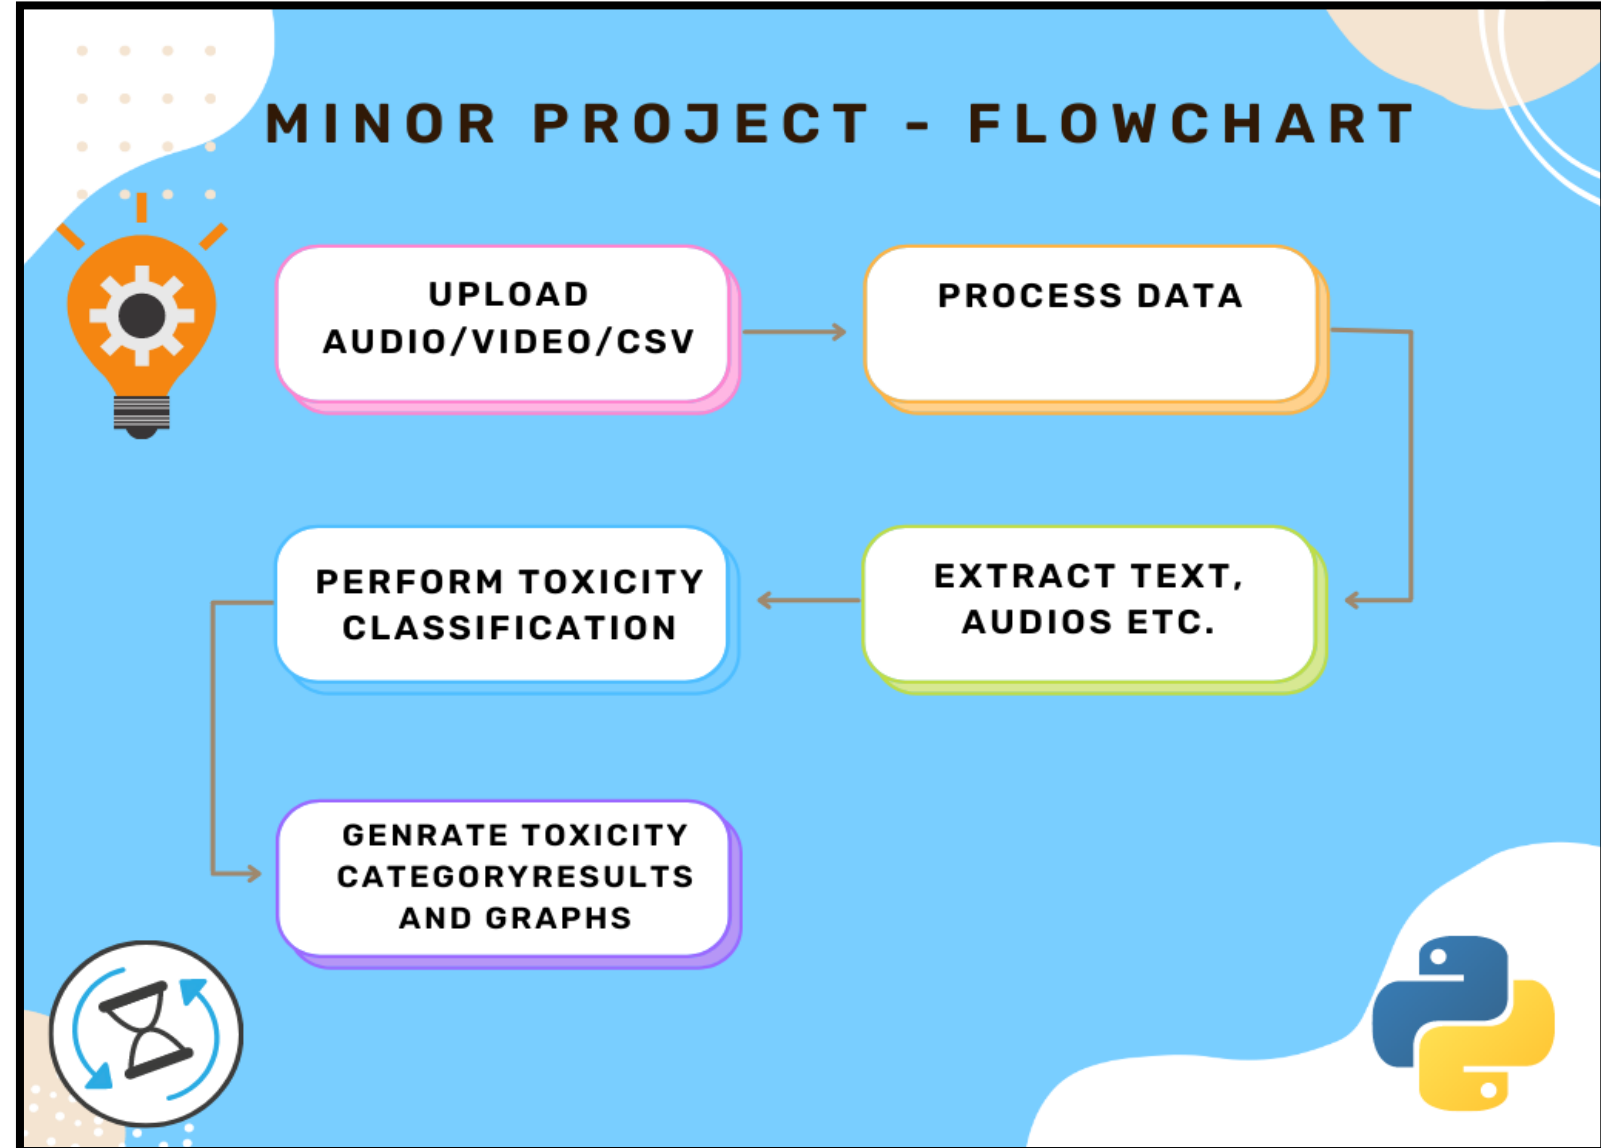 MINOR PROJECT - FLOWCHART
UPLOAD
AUDIO/VIDEO/CSV
PROCESS DATA
EXTRACT TEXT,
AUDIOS ETC.
PERFORM TOXICITY
CLASSIFICATION
GENRATE TOXICITY
CATEGORYRESULTS
AND GRAPHS